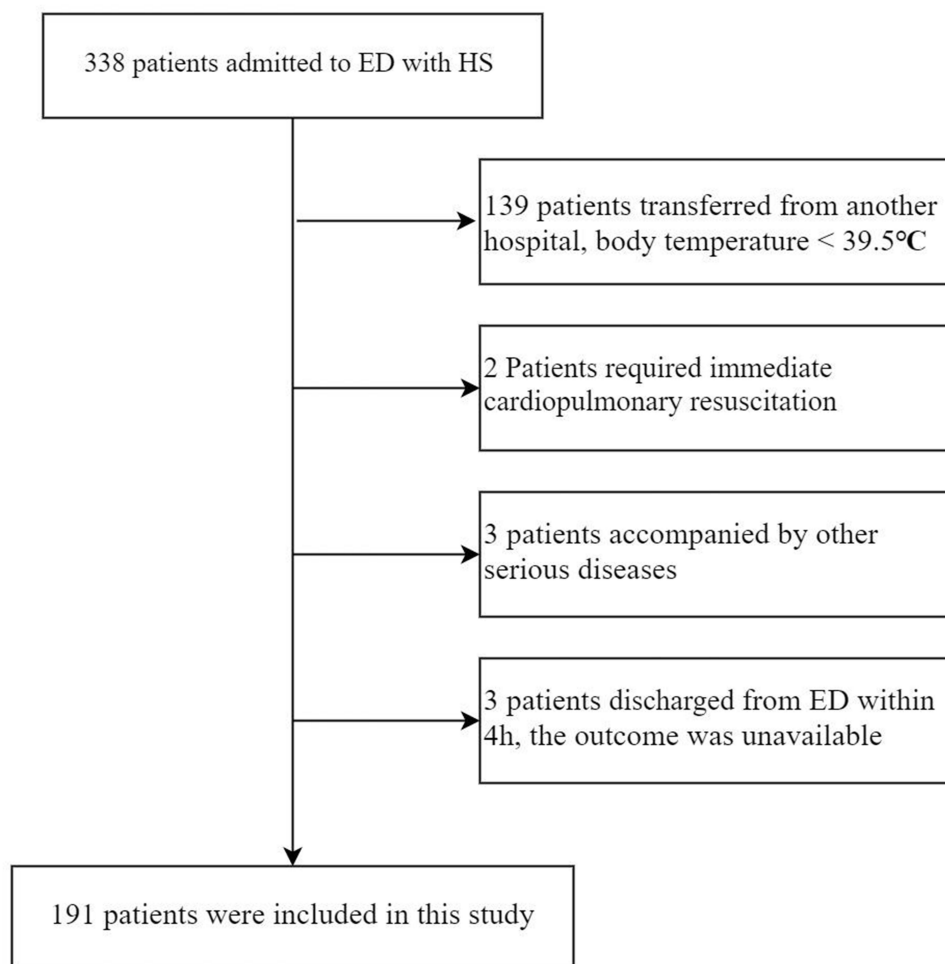 338 patients admitted to ED with HS
139 patients transferred from another
hospital, body temperature < 39.5℃
2 Patients required immediate
cardiopulmonary resuscitation
3 patients accompanied by other
serious diseases
3 patients discharged from ED within
4h, the outcome was unavailable
191 patients were included in this study